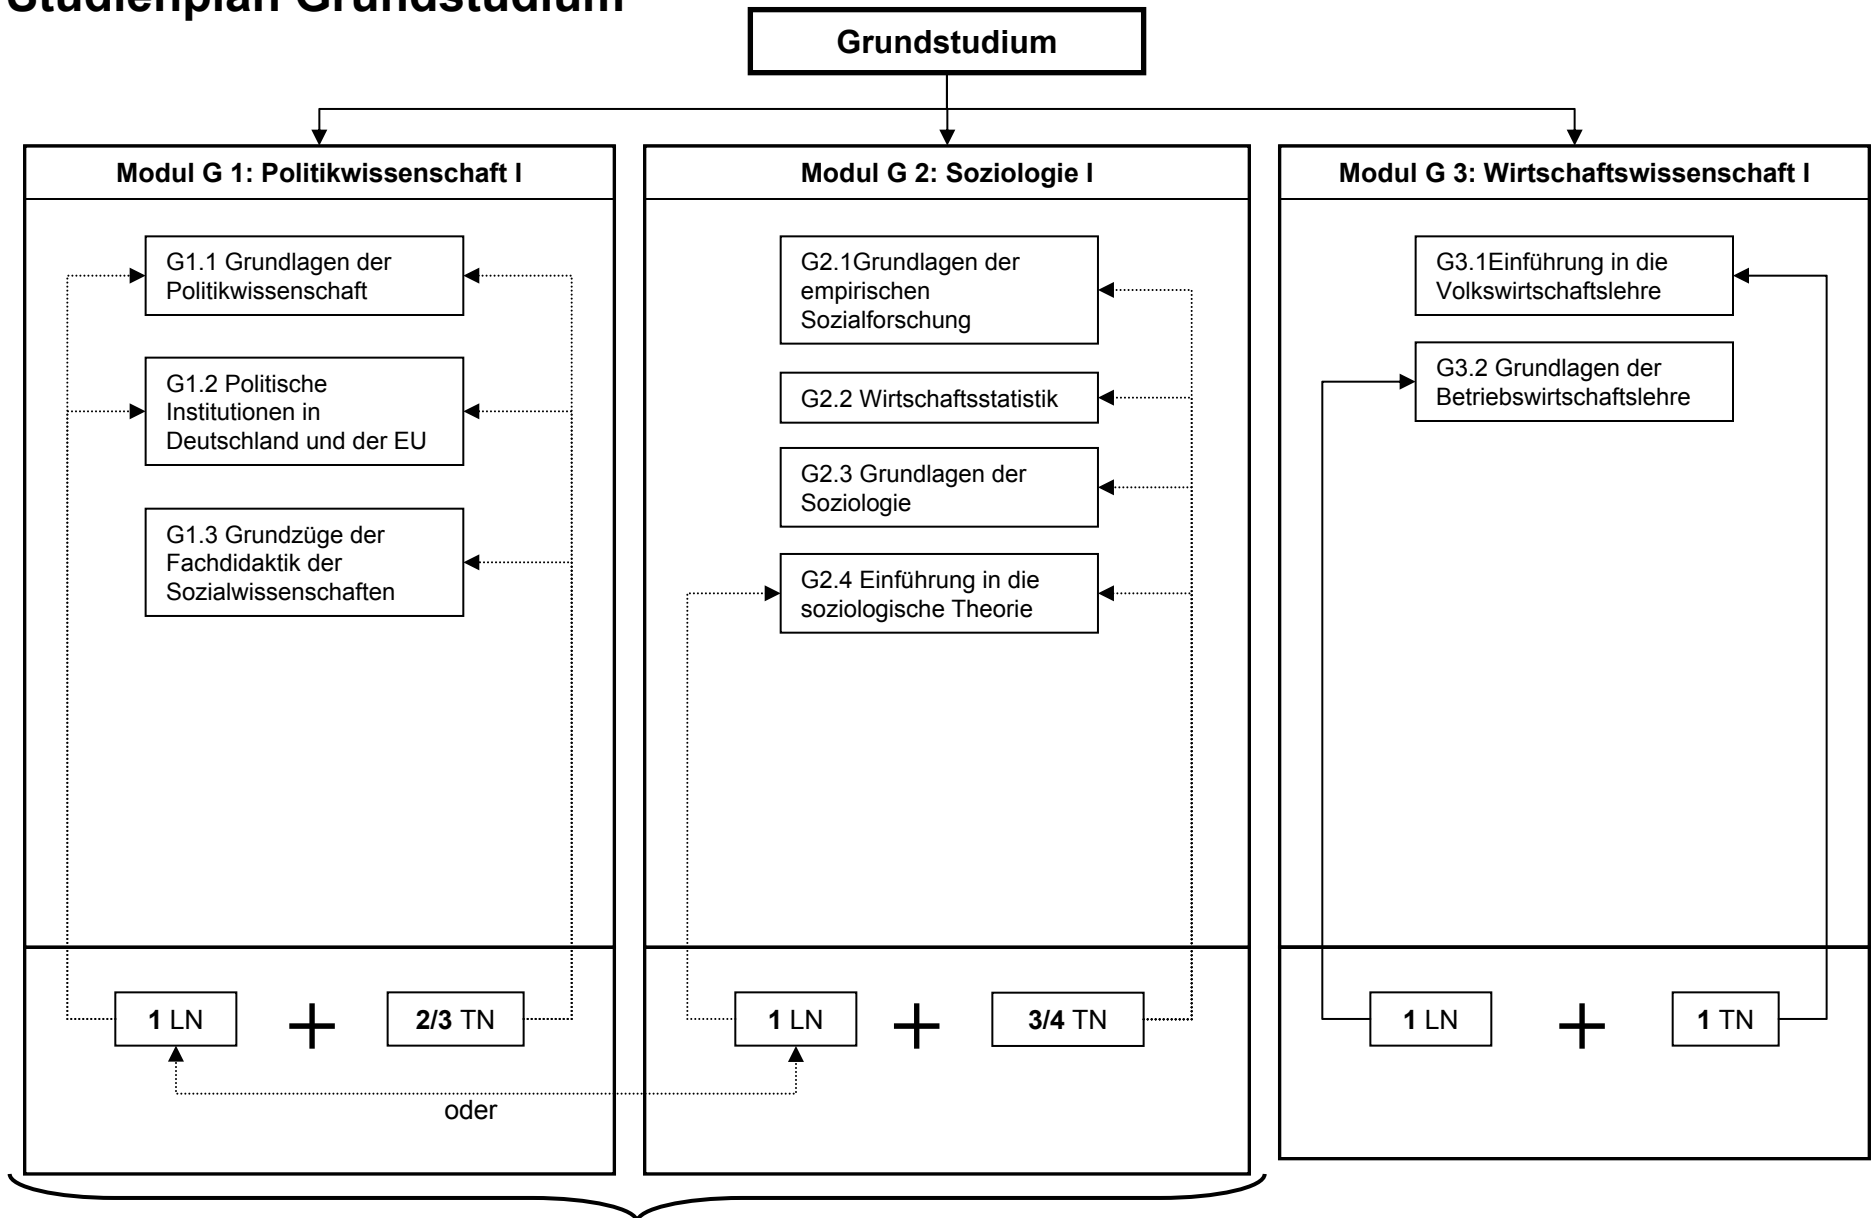 Studienplan Grundstudium
Grundstudium
Modul G 1: Politikwissenschaft I
G1.1 Grundlagen der
Politikwissenschaft
G1.2 Politische
Institutionen in
Deutschland und der EU
G1.3 Grundzüge der
Fachdidaktik der
Sozialwissenschaften
1 LN
+
2/3 TN
Modul G 2: Soziologie I
G2.1Grundlagen der
empirischen
Sozialforschung
G2.2 Wirtschaftsstatistik
G2.3 Grundlagen der
Soziologie
G2.4 Einführung in die
soziologische Theorie
1 LN
+
3/4 TN
oder
Modul G 3: Wirtschaftswissenschaft I
G3.1Einführung in die
Volkswirtschaftslehre
G3.2 Grundlagen der
Betriebswirtschaftslehre
1 LN
+
1 TN